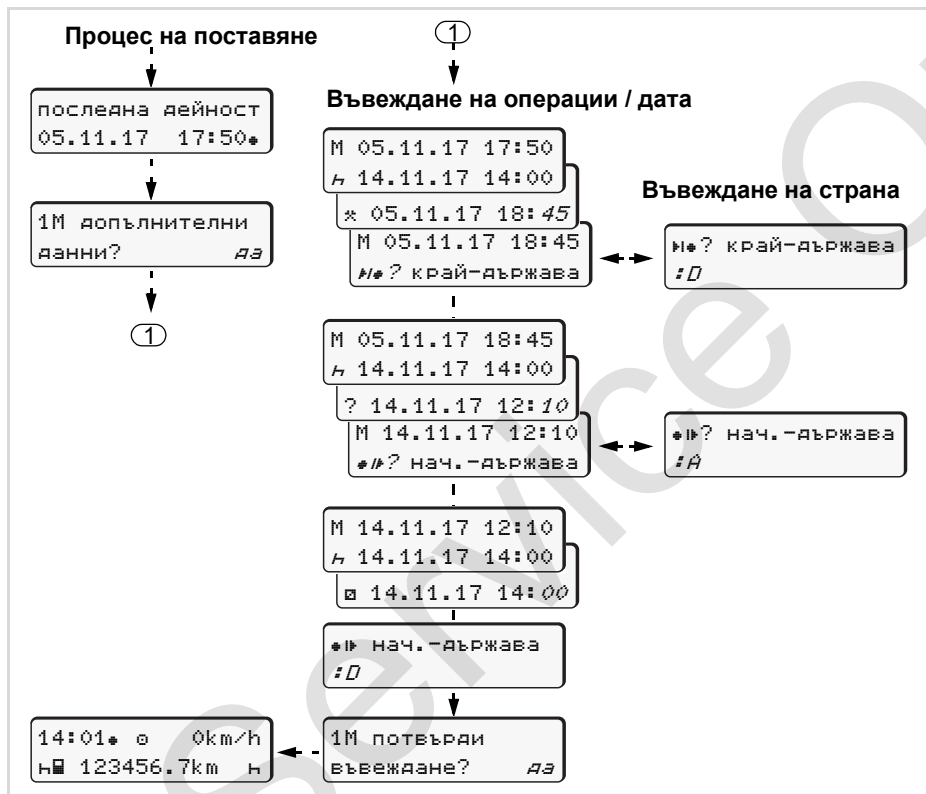 Процес на поставяне
последна дейност
05.11.17 17:50
1M допълнителни
данни? да
1
1
Въвеждане на операции / дата
M 05.11.17 17:50
14.11.17 14:00
05.11.17 18:45
M 05.11.17 18:45
? край-държава
Въвеждане на страна
? край-държава
:D
M 05.11.17 18:45
14.11.17 14:00
? 14.11.17 12:10
M 14.11.17 12:10
? нач.-държава
? нач.-държава
:A
M 14.11.17 12:10
14.11.17 14:00
14.11.17 14:00
нач.-държава
:D
1M потвърди
въвеждане? да
14:01 0km/h
123456.7km
Service O